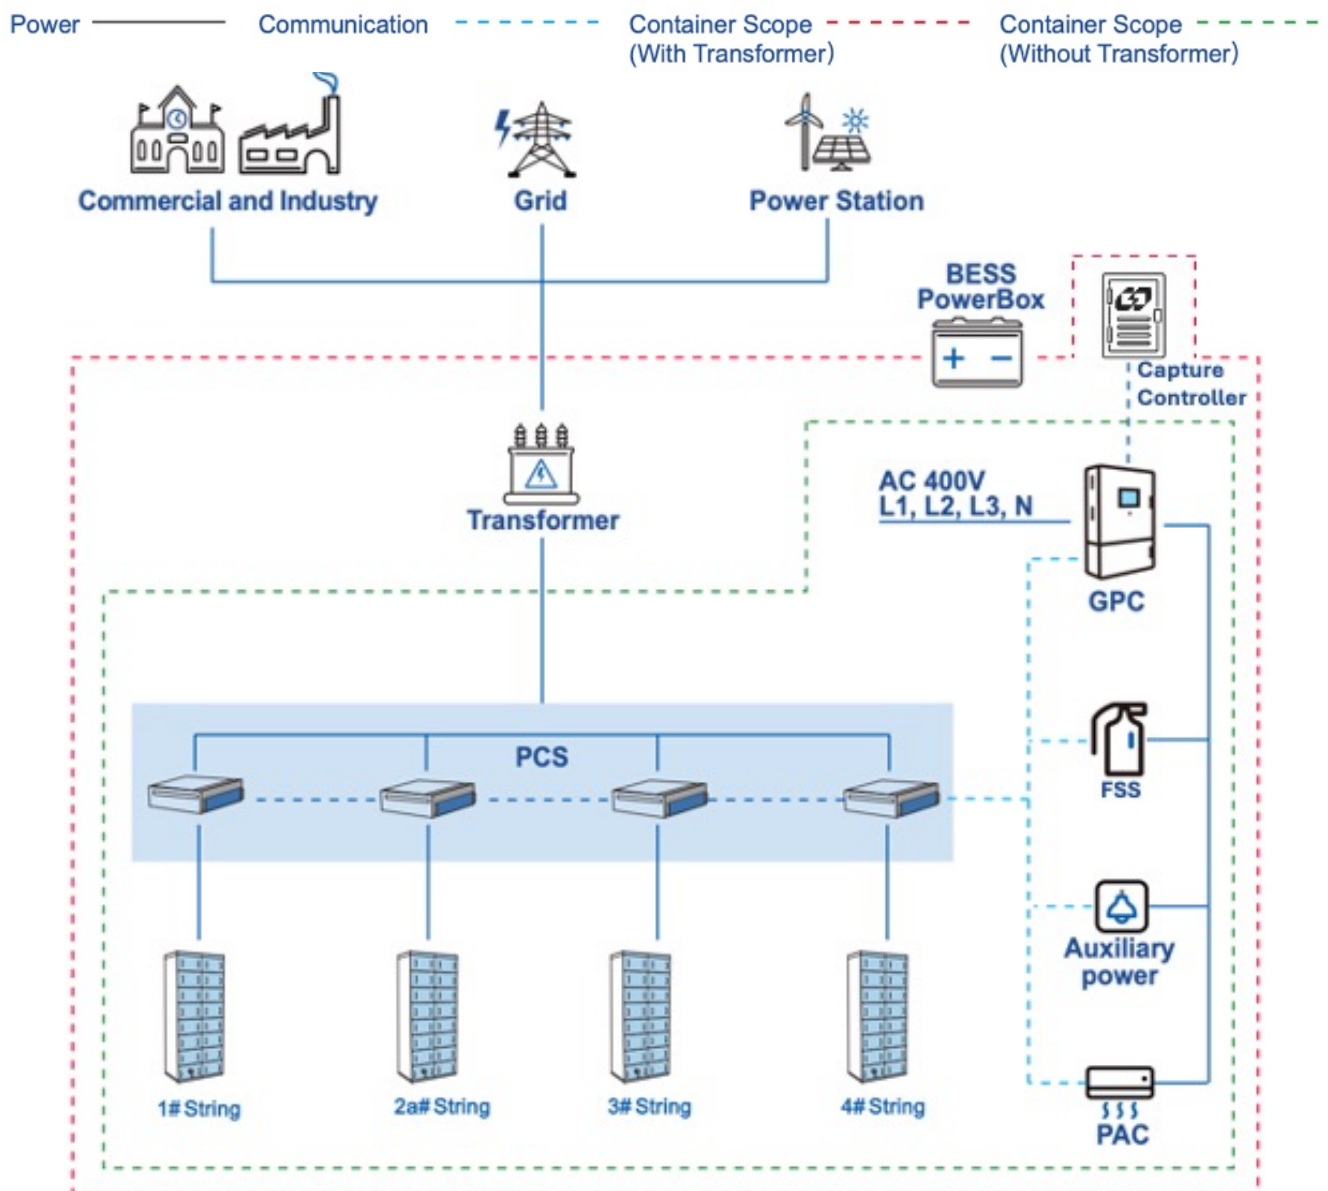 Power
Communication
Container Scope
(With Transformer)
Container Scope
(Without Transformer)
Commercial and Industry
Grid
Power Station
BESS
PowerBox
Capture
Controller
Transformer
AC 400V
L1, L2, L3, N
GPC
PCS
FSS
Auxiliary
power
1# String
2a# String
3# String
4# String
PAC